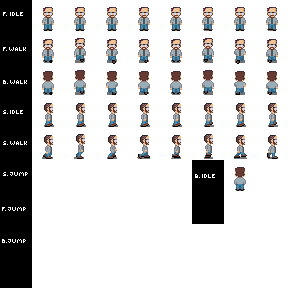 F. IDLE
F. WALK
B. WALK
S. IDLE
S. WALK
S. JUMP
B. IDLE
F. JUMP
B. JUMP